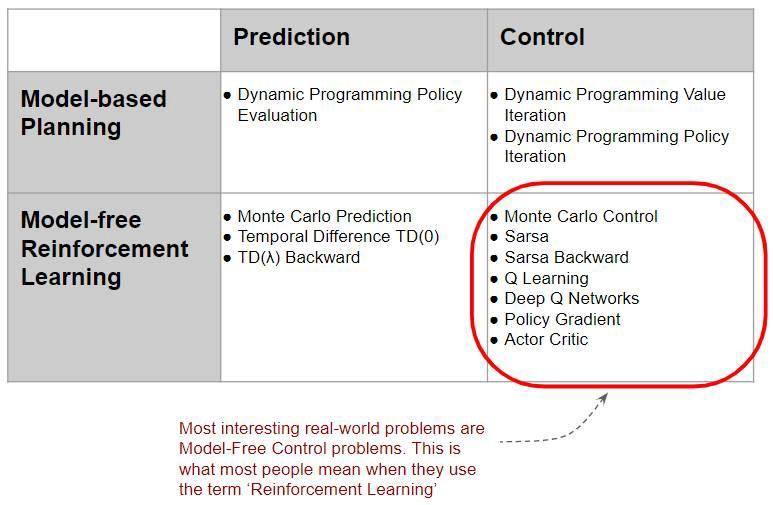 Prediction
Control
Model-based
Planning
● Dynamic Programming Policy
Evaluation
● Dynamic Programming Value
Iteration
● Dynamic Programming Policy
Iteration
Model-free
Reinforcement
Learning
● Monte Carlo Prediction
● Temporal Difference TD(0)
● TD(λ) Backward
● Monte Carlo Control
● Sarsa
● Sarsa Backward
● Q Learning
● Deep Q Networks
● Policy Gradient
● Actor Critic
Most interesting real-world problems are
Model-Free Control problems. This is
what most people mean when they use
the term ‘Reinforcement Learning’